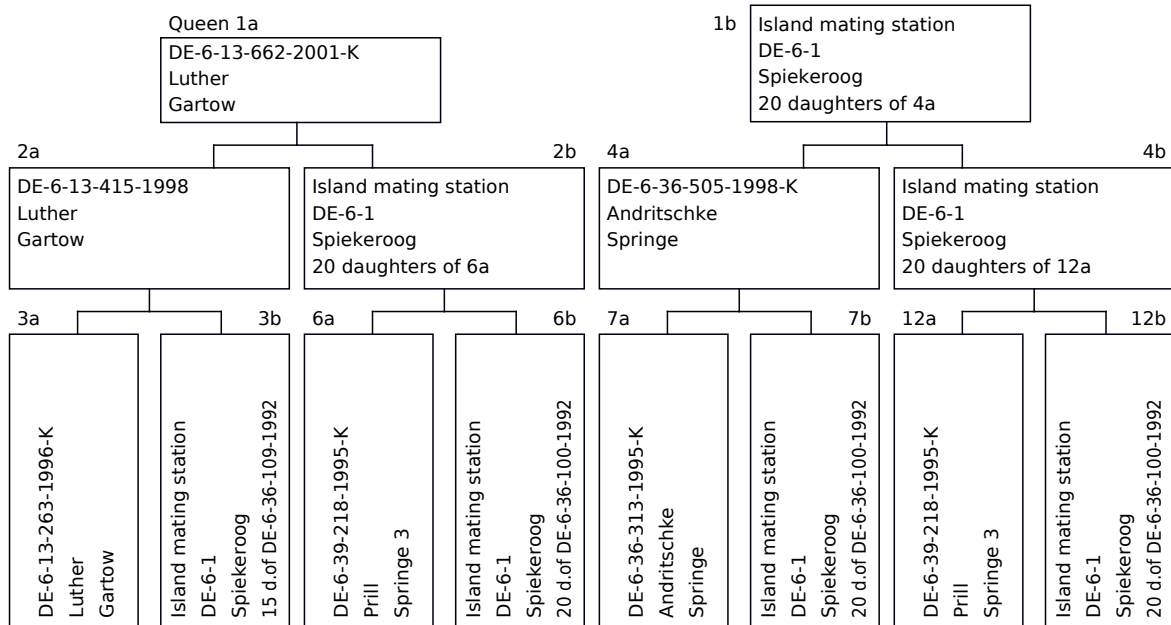 Queen 1a
DE-6-13-662-2001-K
Luther
Gartow
1b
Island mating station
DE-6-1
Spiekeroog
20 daughters of 4a
2a
DE-6-13-415-1998
Luther
Gartow
2b
Island mating station
DE-6-1
Spiekeroog
20 daughters of 6a
4a
DE-6-36-505-1998-K
Andritschke
Springe
4b
Island mating station
DE-6-1
Spiekeroog
20 daughters of 12a
3a
DE-6-13-263-1996-K
Luther
Gartow
3b
Island mating station
DE-6-1
Spiekeroog
15 d.of DE-6-36-109-1992
6a
DE-6-39-218-1995-K
Prill
Springe 3
6b
Island mating station
DE-6-1
Spiekeroog
20 d.of DE-6-36-100-1992
7a
DE-6-36-313-1995-K
Andritschke
Springe
7b
Island mating station
DE-6-1
Spiekeroog
20 d.of DE-6-36-100-1992
12a
DE-6-39-218-1995-K
Prill
Springe 3
12b
Island mating station
DE-6-1
Spiekeroog
20 d.of DE-6-36-100-1992